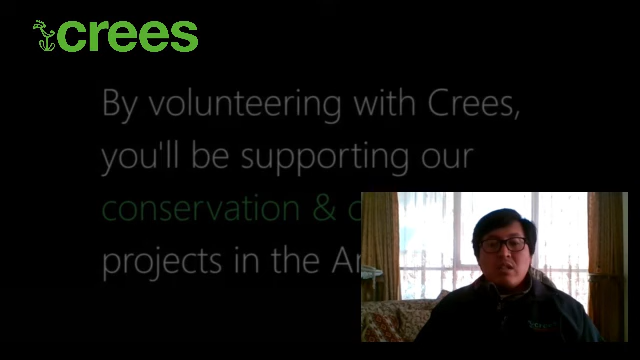 crees
By volunteering with Crees,
you'll be supporting our
conservation & c
projects in the A